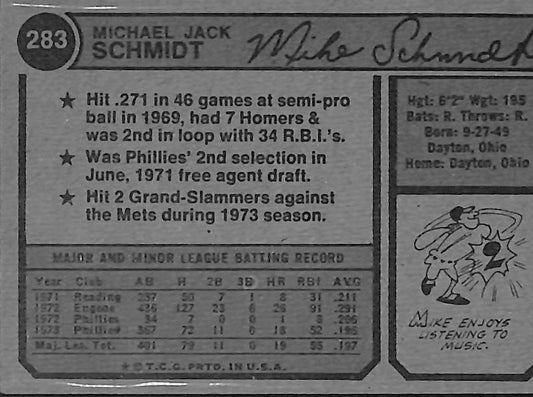 283
MICHAEL JACK
SCHMIDT
Mike Schmidt
★ Hit .271 in 46 games at semi-pro
ball in 1969, had 7 Homers &
was 2nd in loop with 34 R.B.I.'s.
★ Was Phillies' 2nd selection in
June, 1971 free agent draft.
★ Hit 2 Grand-Slammers against
the Mets during 1973 season.
Hgt: 6'2" Wgt: 195
Bats: R. Throws: R.
Born: 9-27-49
Dayton, Ohio
Home: Dayton, Ohio
MAJOR AND MINOR LEAGUE BATTING RECORD
Year Club AB H 2B 3B HR RBI AVG
1971 Reading 237 50 7 1 8 31 .211
1972 Eugene 436 127 23 6 26 91 .291
1972 Phillies 34 7 0 0 1 3 .206
1973 Phillies 367 72 11 0 18 52 .196
Maj. Lea. Tot. 401 79 11 0 19 55 .197
★ © T.C.G. PRTD. IN U.S.A.
2
MIKE ENJOYS
LISTENING TO
MUSIC.